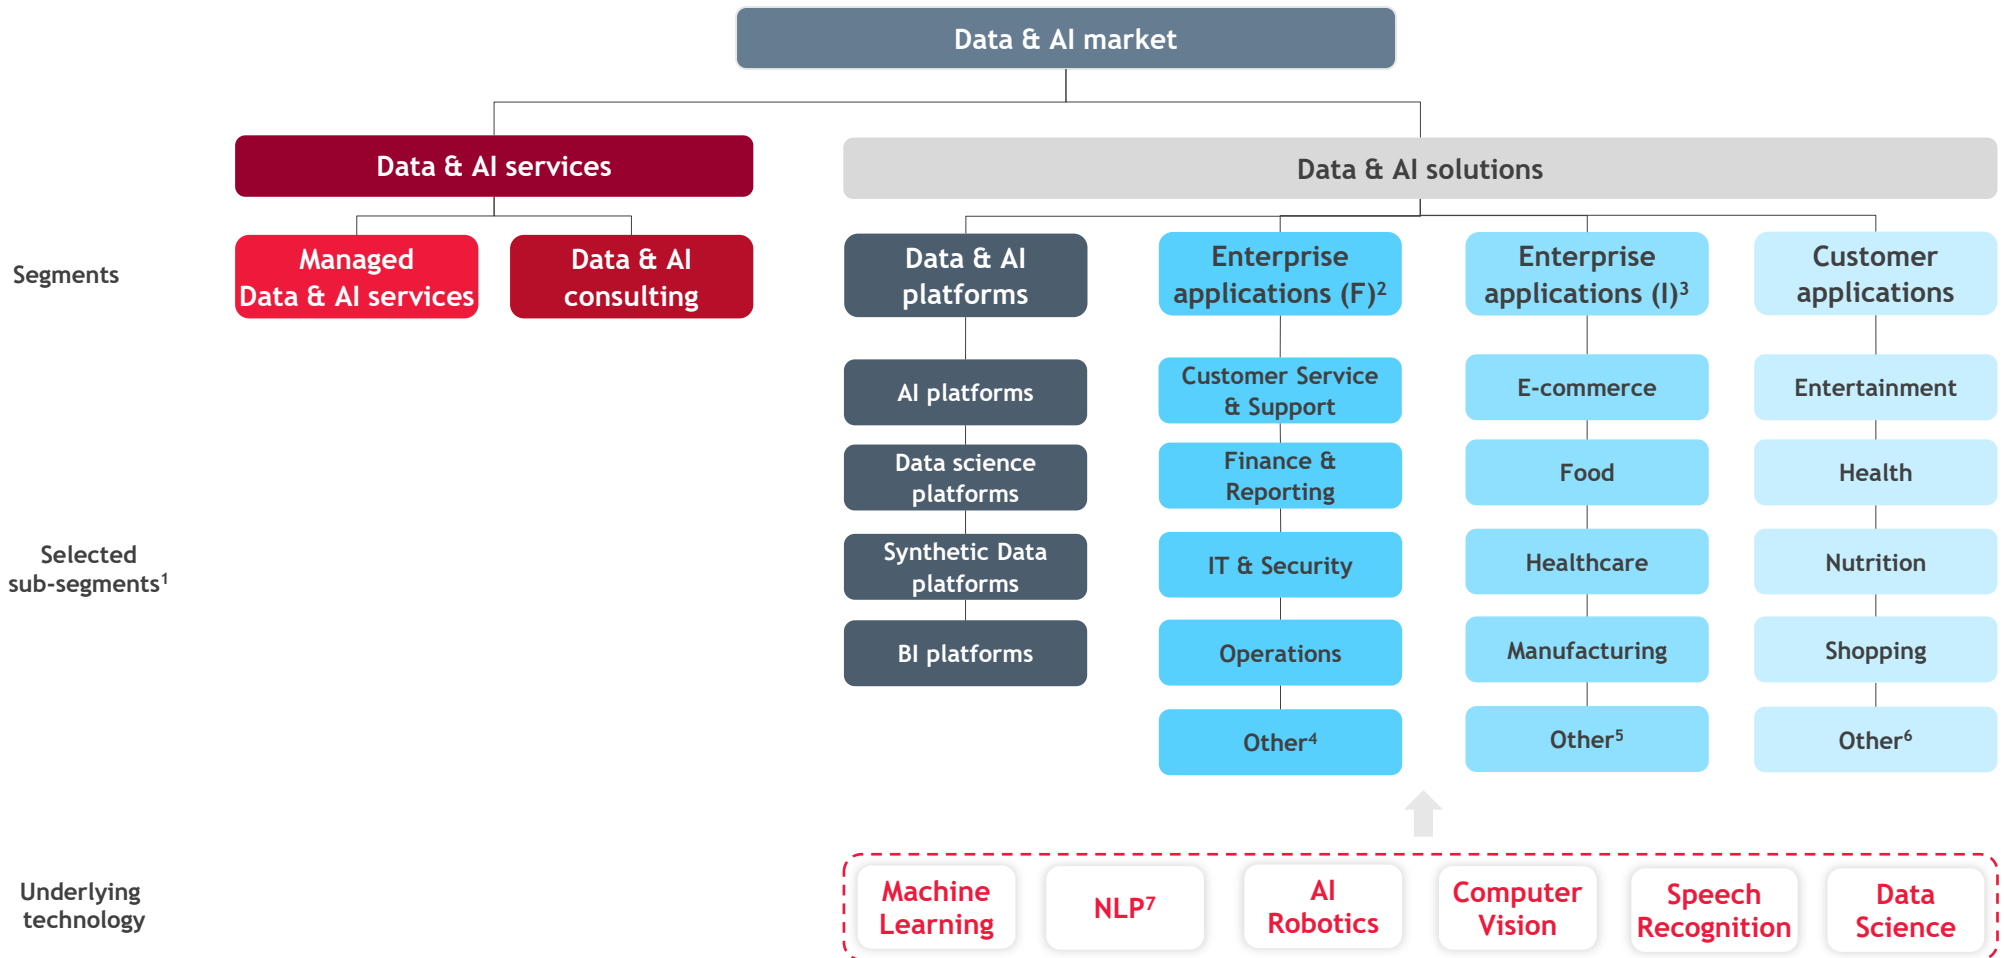 Data & AI market
Data & AI services
Data & AI solutions
Segments
Managed
Data & AI services
Data & AI
consulting
Data & AI
platforms
Enterprise
applications (F)²
Enterprise
applications (I)³
Customer
applications
Selected
sub-segments¹
AI platforms
Data science
platforms
Synthetic Data
platforms
BI platforms
Customer Service
& Support
Finance &
Reporting
IT & Security
Operations
Other⁴
E-commerce
Food
Healthcare
Manufacturing
Other⁵
Entertainment
Health
Nutrition
Shopping
Other⁶
Underlying
technology
Machine
Learning
NLP⁷
AI
Robotics
Computer
Vision
Speech
Recognition
Data
Science